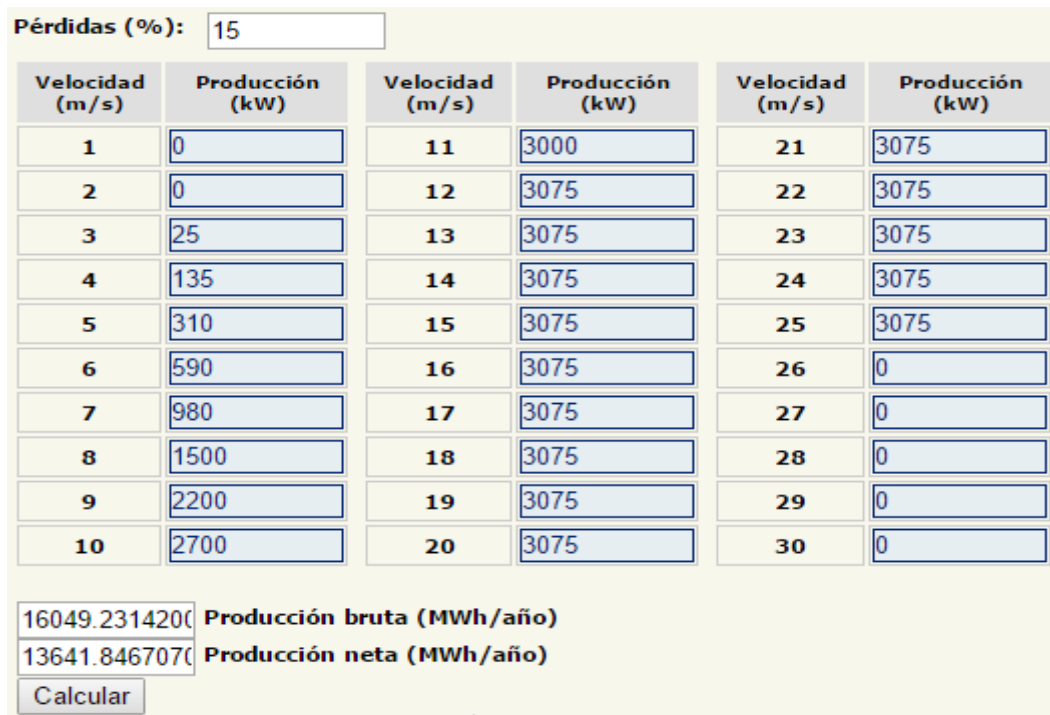 Pérdidas (%): 15
Velocidad (m/s) Producción (kW) Velocidad (m/s) Producción (kW) Velocidad (m/s) Producción (kW)
1 0 11 3000 21 3075
2 0 12 3075 22 3075
3 25 13 3075 23 3075
4 135 14 3075 24 3075
5 310 15 3075 25 3075
6 590 16 3075 26 0
7 980 17 3075 27 0
8 1500 18 3075 28 0
9 2200 19 3075 29 0
10 2700 20 3075 30 0
16049.2314200 Producción bruta (MWh/año)
13641.8467070 Producción neta (MWh/año)
Calcular